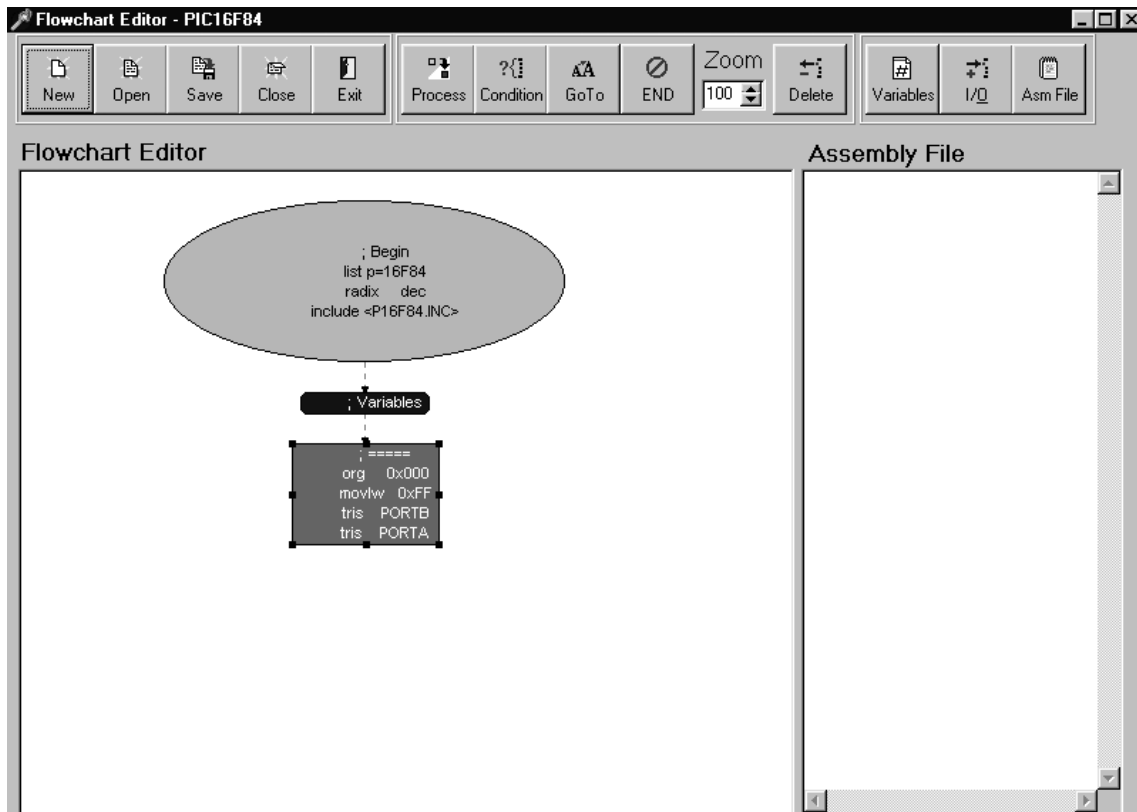 Flowchart Editor - PIC16F84
New Open Save Close Exit Process Condition GoTo END Zoom 100 Delete Variables I/O Asm File
Flowchart Editor
Assembly File
; Begin
list p=16F84
radix dec
include <P16F84.INC>
; Variables
; =====
org 0x000
movlw 0xFF
tris PORTB
tris PORTA